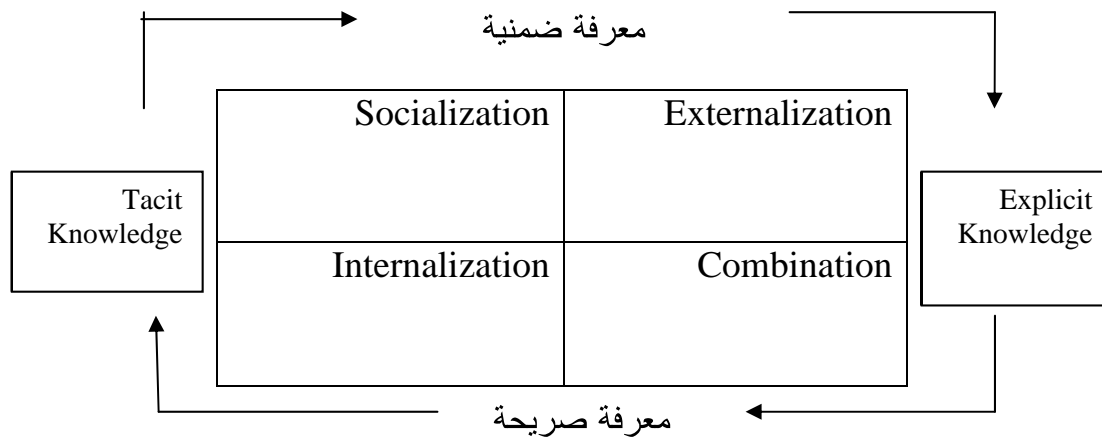 معرفة ضمنية
Socialization
Externalization
Tacit
Knowledge
Explicit
Knowledge
Internalization
Combination
معرفة صريحة